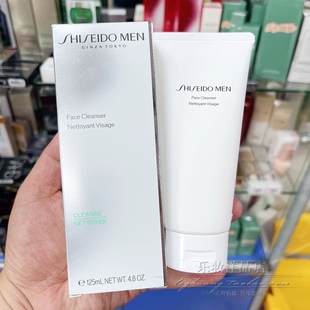 SHISEIDO MEN
GINZA TOKYO
Face Cleanser
Nettoyant Visage
CLEANSE
NETTOYER
℮ 125mL NET WT. 4.8 OZ.
SHISEIDO MEN
Face Cleanser
Nettoyant Visage